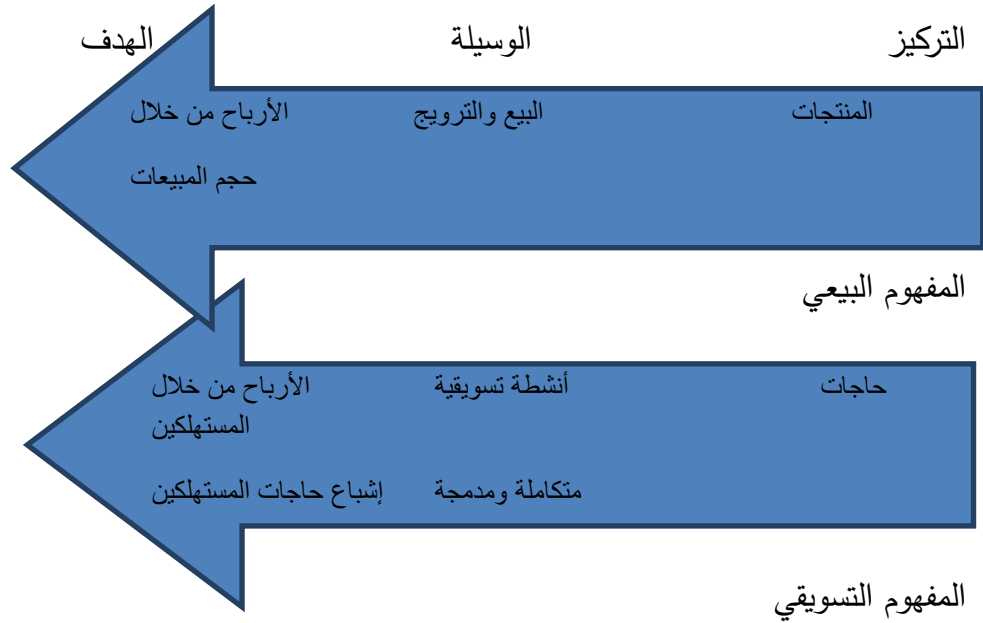 التركيز الوسيلة الهدف
المنتجات البيع والترويج الأرباح من خلال
حجم المبيعات
المفهوم البيعي
حاجات أنشطة تسويقية الأرباح من خلال
المستهلكين
متكاملة ومدمجة إشباع حاجات المستهلكين
المفهوم التسويقي